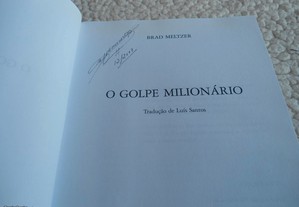 BRAD MELTZER
O GOLPE MILIONÁRIO
Tradução de Luís Santos